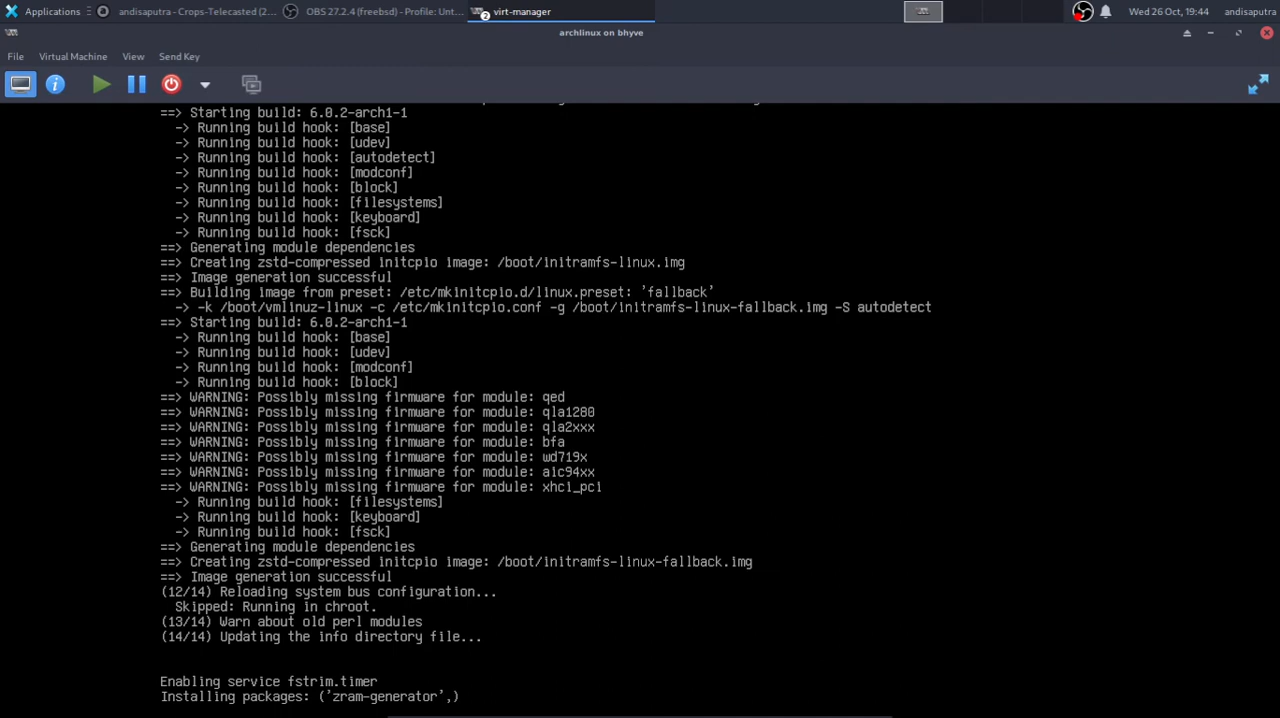 Applications
andisaputra - Crops-Telecasted (2...
OBS 27.2.4 (freebsd) - Profile: Unt...
2
virt-manager
Wed 26 Oct, 19:44
andisaputra
archlinux on bhyve
File Virtual Machine View Send Key
==> Starting build: 6.0.2-arch1-1
-> Running build hook: [base]
-> Running build hook: [udev]
-> Running build hook: [autodetect]
-> Running build hook: [modconf]
-> Running build hook: [block]
-> Running build hook: [filesystems]
-> Running build hook: [keyboard]
-> Running build hook: [fsck]
==> Generating module dependencies
==> Creating zstd-compressed initcpio image: /boot/initramfs-linux.img
==> Image generation successful
==> Building image from preset: /etc/mkinitcpio.d/linux.preset: 'fallback'
-> -k /boot/vmlinuz-linux -c /etc/mkinitcpio.conf -g /boot/initramfs-linux-fallback.img -S autodetect
==> Starting build: 6.0.2-arch1-1
-> Running build hook: [base]
-> Running build hook: [udev]
-> Running build hook: [modconf]
-> Running build hook: [block]
==> WARNING: Possibly missing firmware for module: qed
==> WARNING: Possibly missing firmware for module: qla1280
==> WARNING: Possibly missing firmware for module: qla2xxx
==> WARNING: Possibly missing firmware for module: bfa
==> WARNING: Possibly missing firmware for module: wd719x
==> WARNING: Possibly missing firmware for module: aic94xx
==> WARNING: Possibly missing firmware for module: xhci_pci
-> Running build hook: [filesystems]
-> Running build hook: [keyboard]
-> Running build hook: [fsck]
==> Generating module dependencies
==> Creating zstd-compressed initcpio image: /boot/initramfs-linux-fallback.img
==> Image generation successful
(12/14) Reloading system bus configuration...
Skipped: Running in chroot.
(13/14) Warn about old perl modules
(14/14) Updating the info directory file...
Enabling service fstrim.timer
Installing packages: ('zram-generator',)